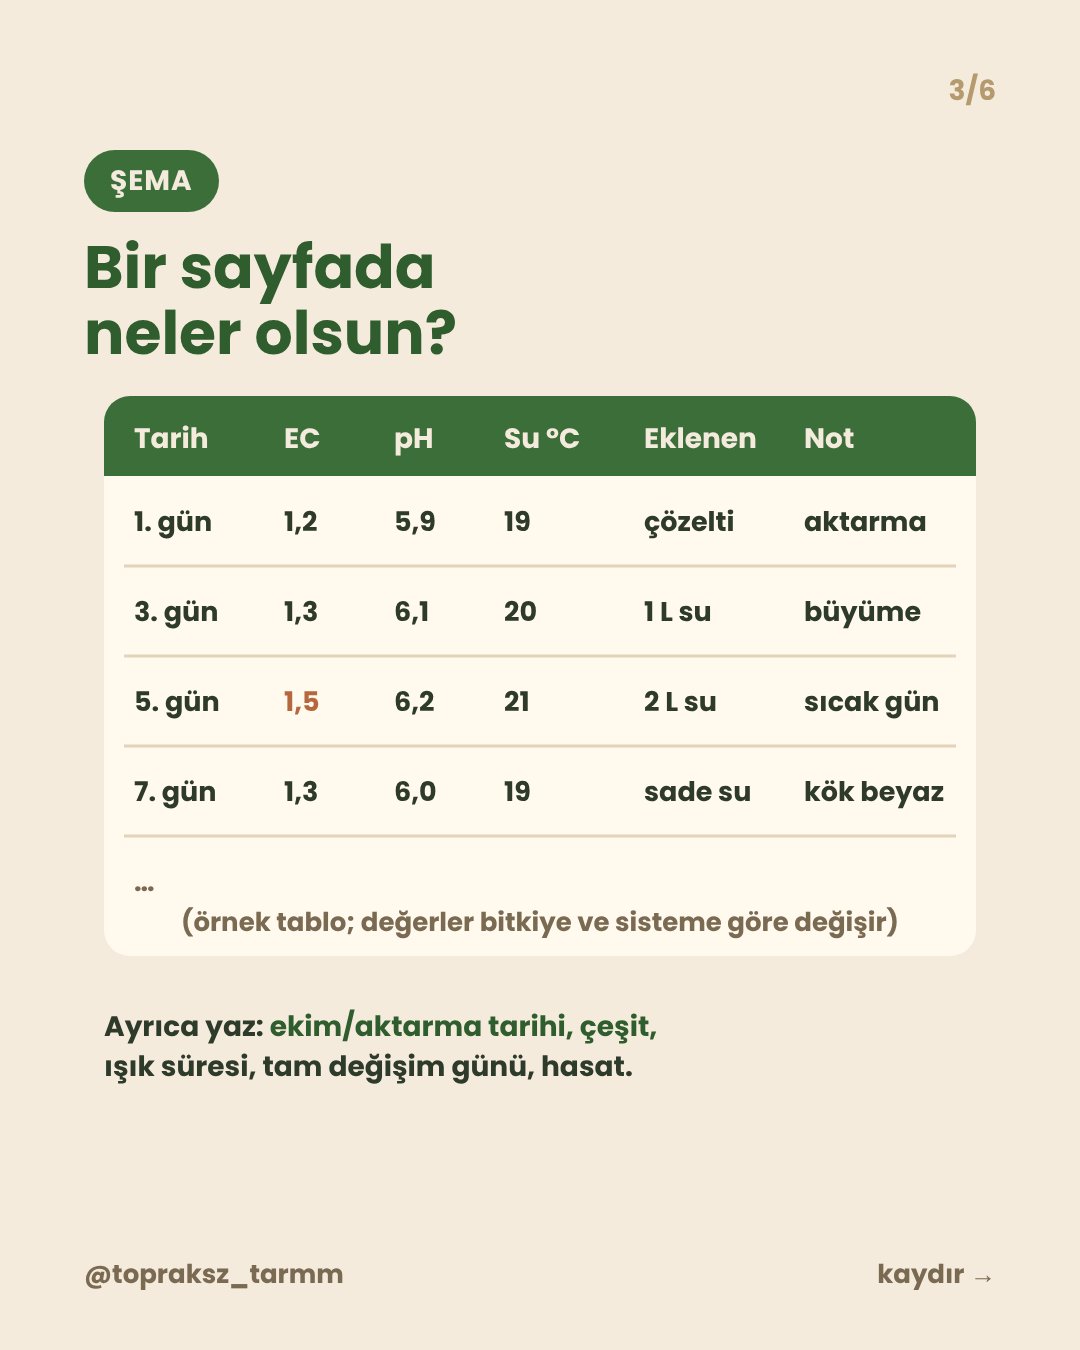 3/6
ŞEMA
Bir sayfada
neler olsun?
Tarih EC pH Su °C Eklenen Not
1. gün 1,2 5,9 19 çözelti aktarma
3. gün 1,3 6,1 20 1 L su büyüme
5. gün 1,5 6,2 21 2 L su sıcak gün
7. gün 1,3 6,0 19 sade su kök beyaz
...
(örnek tablo; değerler bitkiye ve sisteme göre değişir)
Ayrıca yaz: ekim/aktarma tarihi, çeşit,
ışık süresi, tam değişim günü, hasat.
@topraksz_tarmm kaydır →